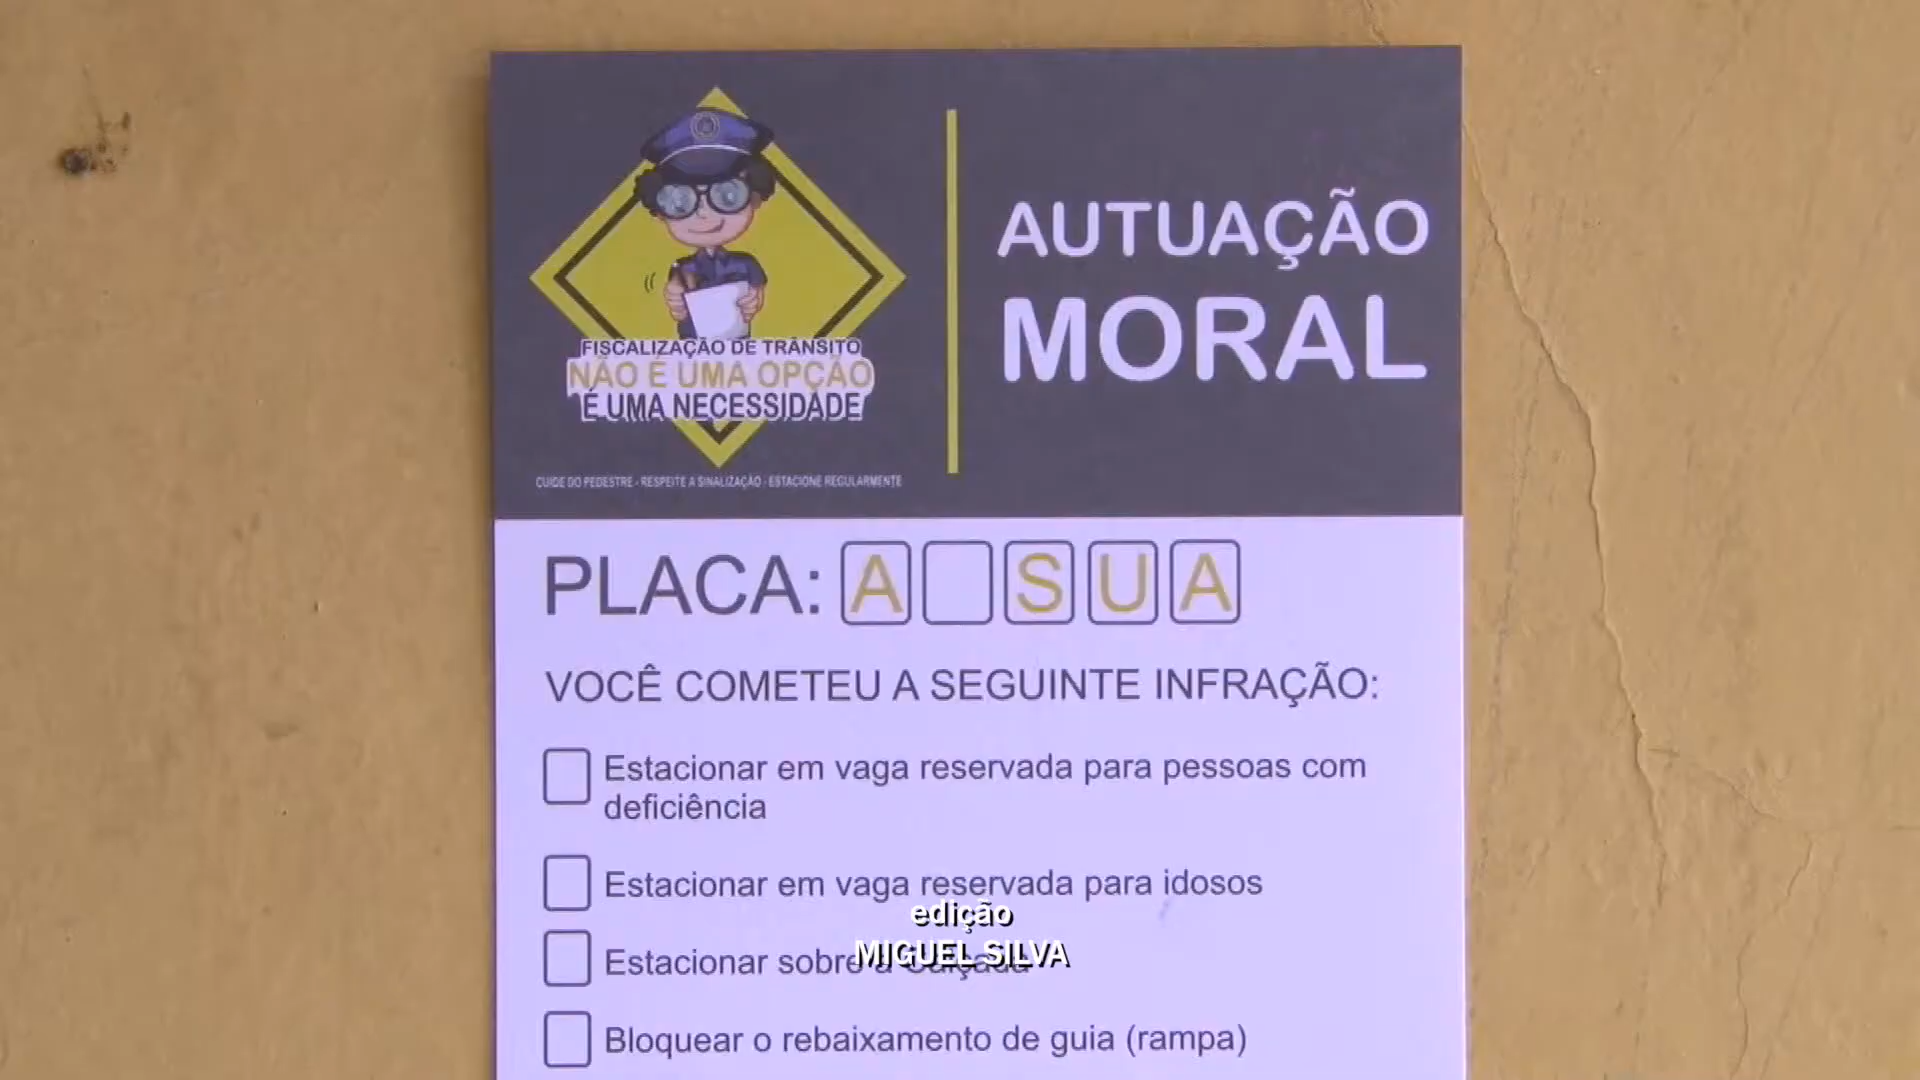 AUTUAÇÃO
MORAL
FISCALIZAÇÃO DE TRÂNSITO
NÃO É UMA OPÇÃO
É UMA NECESSIDADE
CUIDE DO PEDESTRE - RESPEITE A SINALIZAÇÃO - ESTACIONE REGULARMENTE
PLACA: A SUA
VOCÊ COMETEU A SEGUINTE INFRAÇÃO:
Estacionar em vaga reservada para pessoas com
deficiência
Estacionar em vaga reservada para idosos
edição
MIGUEL SILVA
Estacionar sobre a Calçada
Bloquear o rebaixamento de guia (rampa)